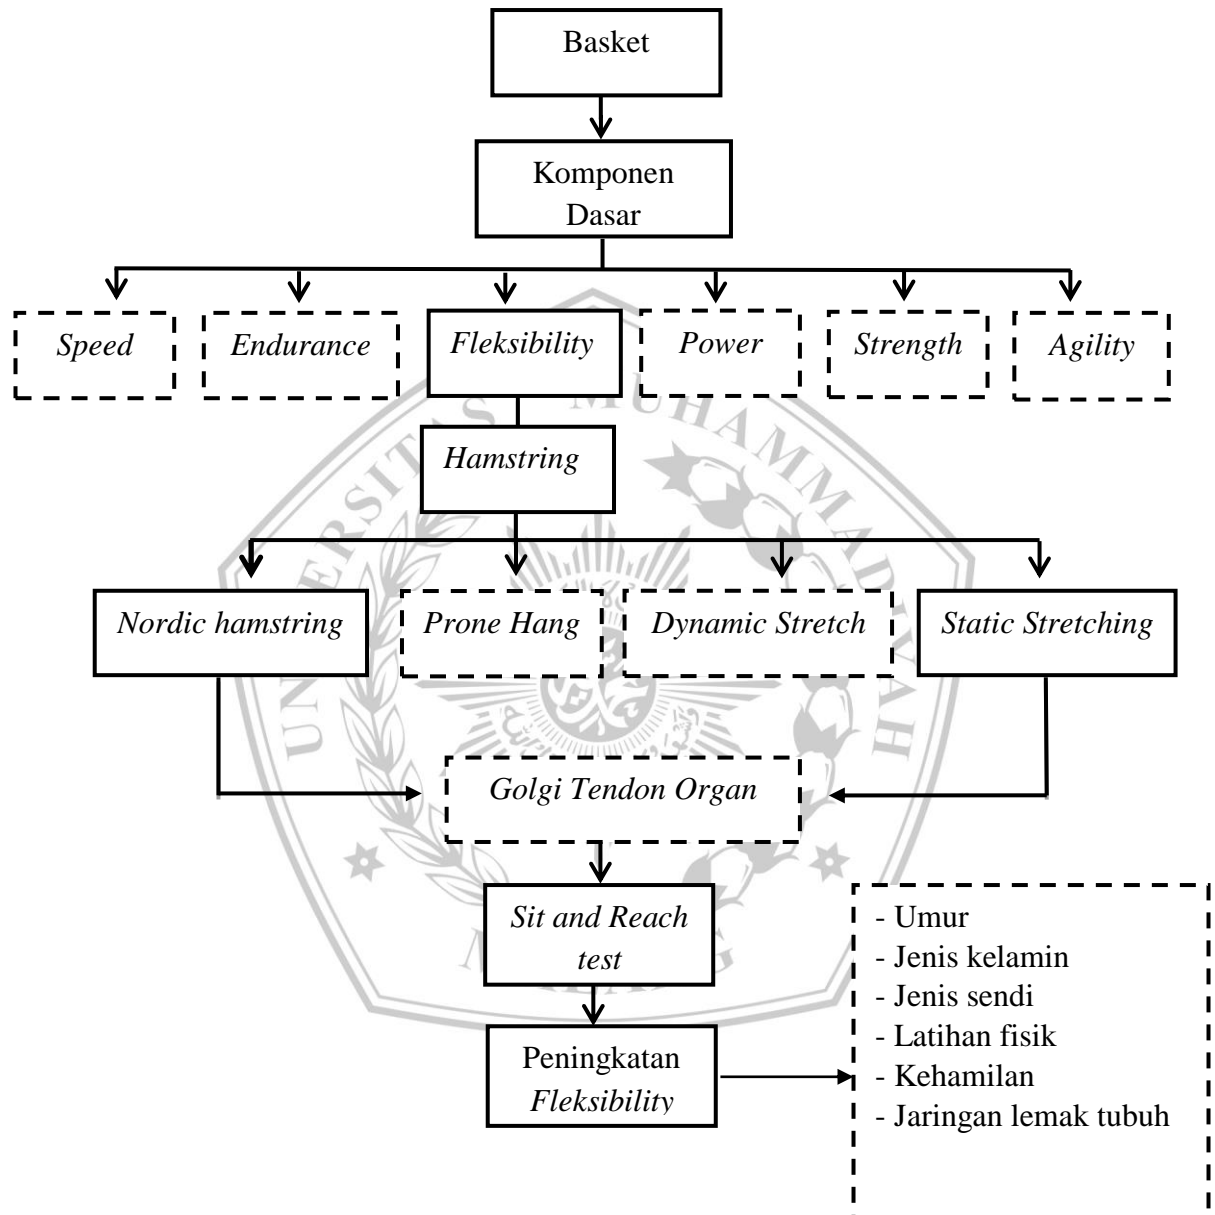 Basket
Komponen
Dasar
Speed
Endurance
Fleksibility
Power
Strength
Agility
Hamstring
Nordic hamstring
Prone Hang
Dynamic Stretch
Static Stretching
Golgi Tendon Organ
Sit and Reach
test
Peningkatan
Fleksibility
- Umur
- Jenis kelamin
- Jenis sendi
- Latihan fisik
- Kehamilan
- Jaringan lemak tubuh
UNIVERSITAS MUHAMMADIYAH